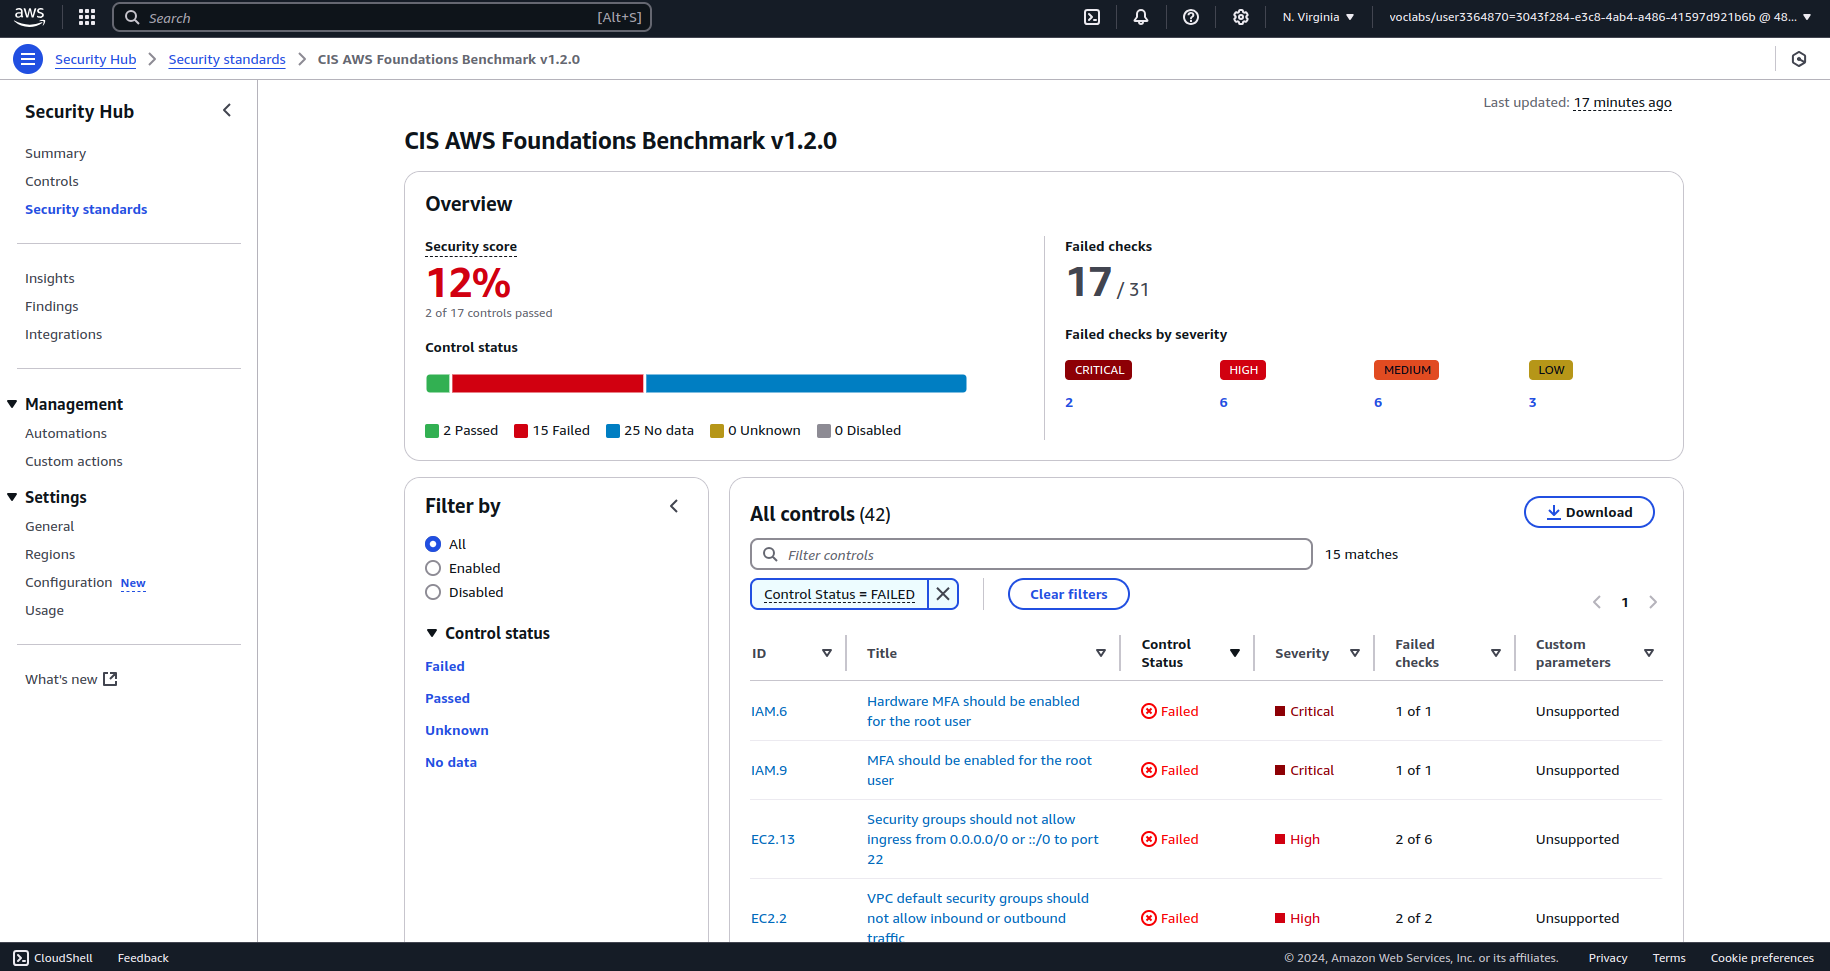 aws
Search
[Alt+S]
N. Virginia
voclabs/user3364870=3043f284-e3c8-4ab4-a486-41597d921b6b @ 48...
Security Hub
Security standards
CIS AWS Foundations Benchmark v1.2.0
Security Hub
Summary
Controls
Security standards
Insights
Findings
Integrations
Management
Automations
Custom actions
Settings
General
Regions
Configuration New
Usage
What's new
Last updated: 17 minutes ago
CIS AWS Foundations Benchmark v1.2.0
Overview
Security score
12%
2 of 17 controls passed
Control status
2 Passed 15 Failed 25 No data 0 Unknown 0 Disabled
Failed checks
17 / 31
Failed checks by severity
CRITICAL HIGH MEDIUM LOW
2 6 6 3
Filter by
All
Enabled
Disabled
Control status
Failed
Passed
Unknown
No data
All controls (42)
Download
Filter controls
15 matches
Control Status = FAILED
Clear filters
1
ID
Title
Control
Status
Severity
Failed
checks
Custom
parameters
IAM.6
Hardware MFA should be enabled
for the root user
Failed
Critical
1 of 1
Unsupported
IAM.9
MFA should be enabled for the root
user
Failed
Critical
1 of 1
Unsupported
EC2.13
Security groups should not allow
ingress from 0.0.0.0/0 or ::/0 to port
22
Failed
High
2 of 6
Unsupported
EC2.2
VPC default security groups should
not allow inbound or outbound
traffic
Failed
High
2 of 2
Unsupported
CloudShell
Feedback
© 2024, Amazon Web Services, Inc. or its affiliates.
Privacy
Terms
Cookie preferences